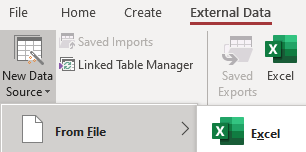 File Home Create External Data
New Data Source
Saved Imports
Linked Table Manager
Saved Exports
Excel
From File
Excel